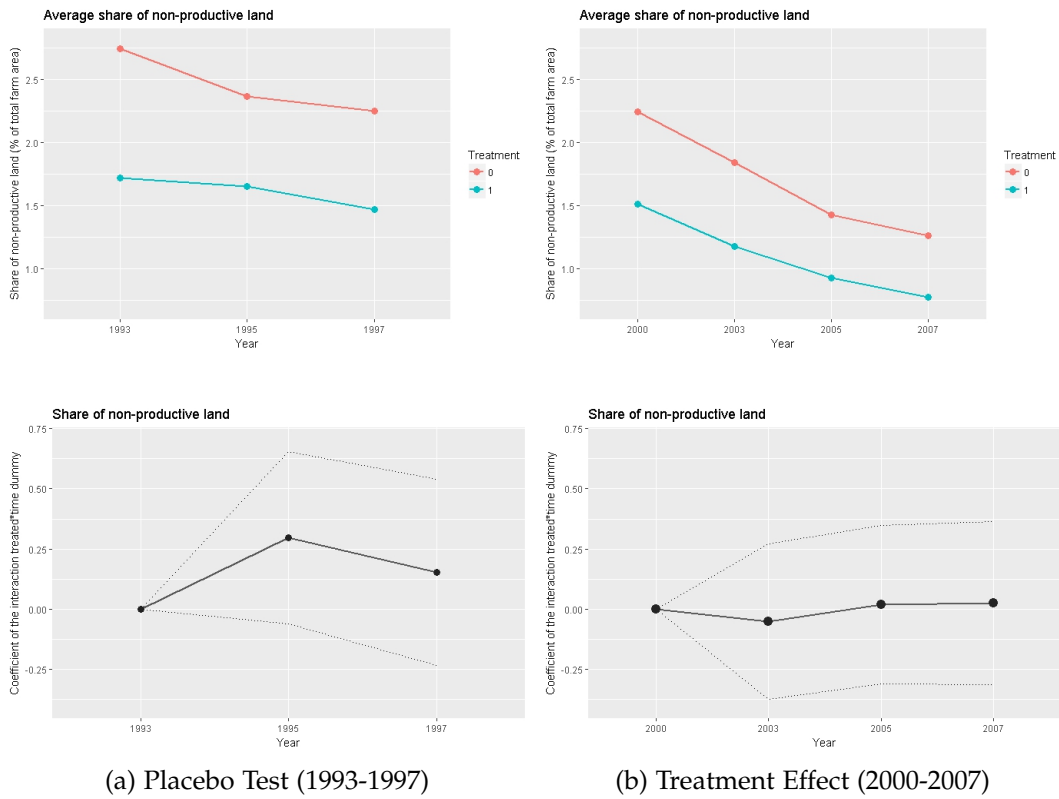 Average share of non-productive land
Share of non-productive land (% of total farm area)
2.5
2.0
1.5
1.0
1993
1995
1997
Year
Treatment
0
1
Average share of non-productive land
Share of non-productive land (% of total farm area)
2.5
2.0
1.5
1.0
2000
2003
2005
2007
Year
Treatment
0
1
Share of non-productive land
Coefficient of the interaction treated*time dummy
0.75
0.50
0.25
0.00
-0.25
1993
1995
1997
Year
(a) Placebo Test (1993-1997)
Share of non-productive land
Coefficient of the interaction treated*time dummy
0.75
0.50
0.25
0.00
-0.25
2000
2003
2005
2007
Year
(b) Treatment Effect (2000-2007)